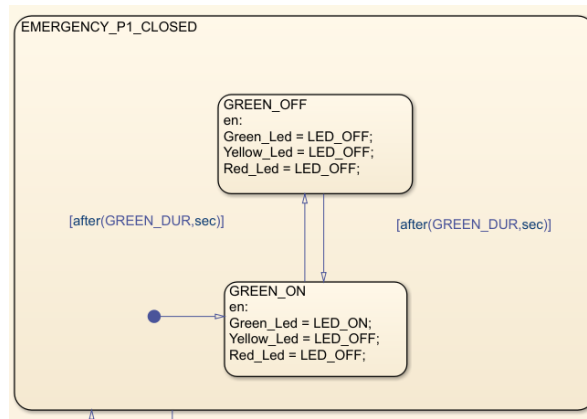 EMERGENCY_P1_CLOSED
GREEN_OFF
en:
Green_Led = LED_OFF;
Yellow_Led = LED_OFF;
Red_Led = LED_OFF;
[after(GREEN_DUR,sec)]
[after(GREEN_DUR,sec)]
GREEN_ON
en:
Green_Led = LED_ON;
Yellow_Led = LED_OFF;
Red_Led = LED_OFF;